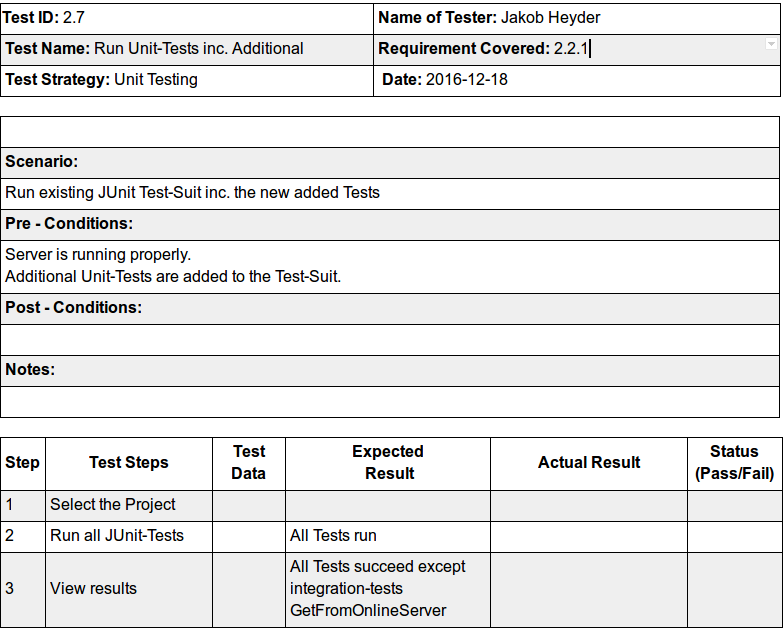 Test ID: 2.7
Name of Tester: Jakob Heyder
Test Name: Run Unit-Tests inc. Additional
Requirement Covered: 2.2.1
Test Strategy: Unit Testing
Date: 2016-12-18
Scenario:
Run existing JUnit Test-Suit inc. the new added Tests
Pre - Conditions:
Server is running properly.
Additional Unit-Tests are added to the Test-Suit.
Post - Conditions:
Notes:
Step
Test Steps
Test
Data
Expected
Result
Actual Result
Status
(Pass/Fail)
1
Select the Project
2
Run all JUnit-Tests
All Tests run
3
View results
All Tests succeed except
integration-tests
GetFromOnlineServer